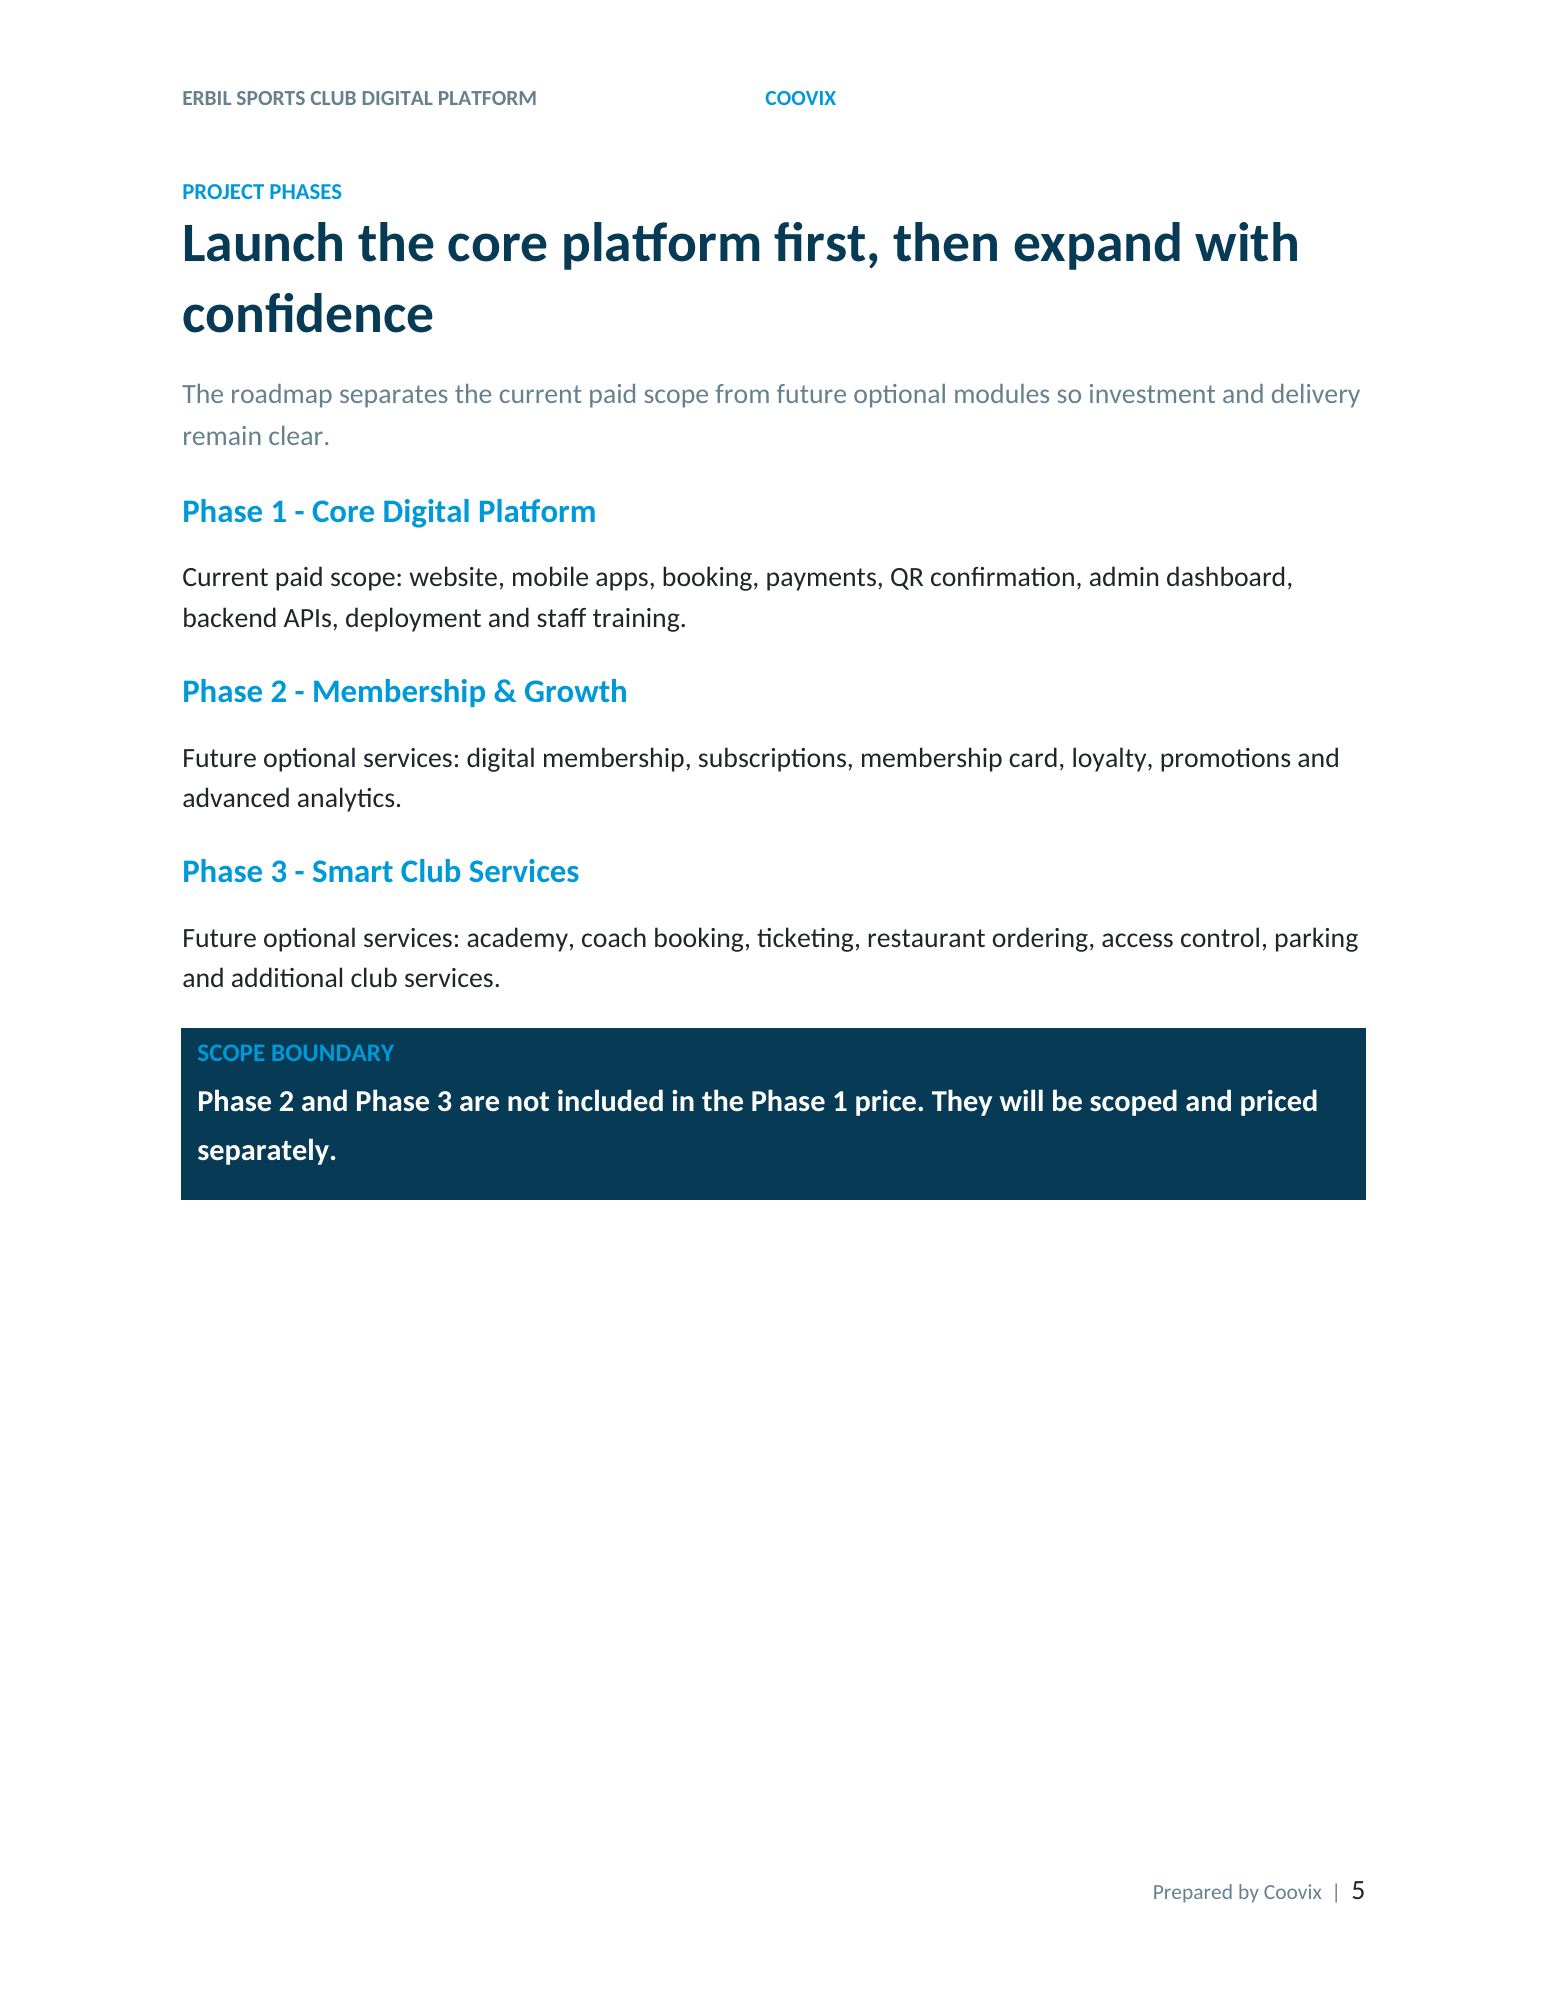 ERBIL SPORTS CLUB DIGITAL PLATFORM COOVIX
PROJECT PHASES
Launch the core platform first, then expand with
confidence
The roadmap separates the current paid scope from future optional modules so investment and delivery
remain clear.
Phase 1 - Core Digital Platform
Current paid scope: website, mobile apps, booking, payments, QR confirmation, admin dashboard,
backend APIs, deployment and staff training.
Phase 2 - Membership & Growth
Future optional services: digital membership, subscriptions, membership card, loyalty, promotions and
advanced analytics.
Phase 3 - Smart Club Services
Future optional services: academy, coach booking, ticketing, restaurant ordering, access control, parking
and additional club services.
SCOPE BOUNDARY
Phase 2 and Phase 3 are not included in the Phase 1 price. They will be scoped and priced
separately.
Prepared by Coovix | 5